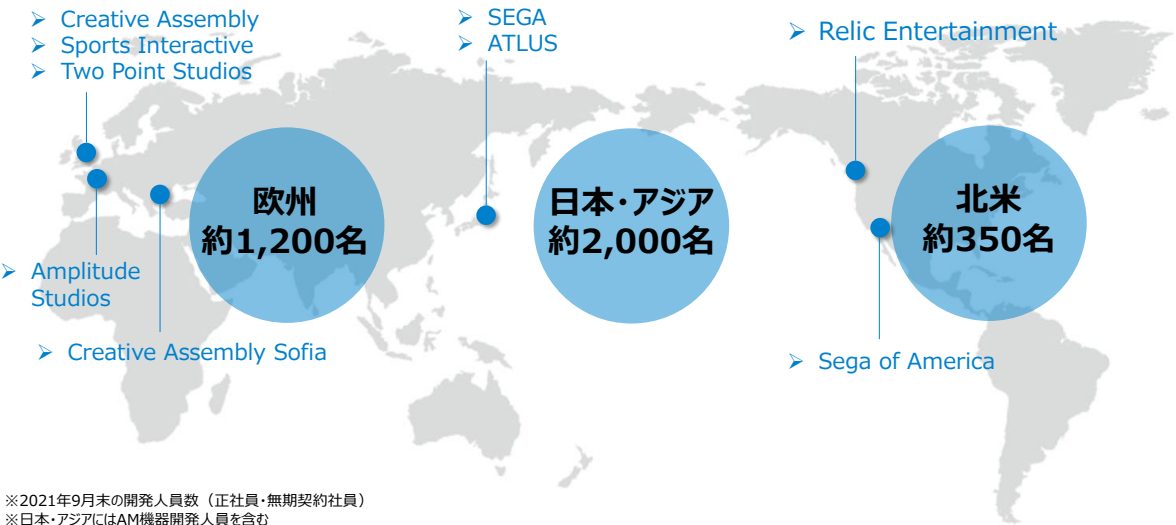 ➢ Creative Assembly
➢ Sports Interactive
➢ Two Point Studios
➢ SEGA
➢ ATLUS
➢ Relic Entertainment
欧州
約1,200名
日本・アジア
約2,000名
北米
約350名
➢ Amplitude
Studios
➢ Creative Assembly Sofia
➢ Sega of America
※2021年9月末の開発人員数（正社員・無期契約社員）
※日本・アジアにはAM機器開発人員を含む